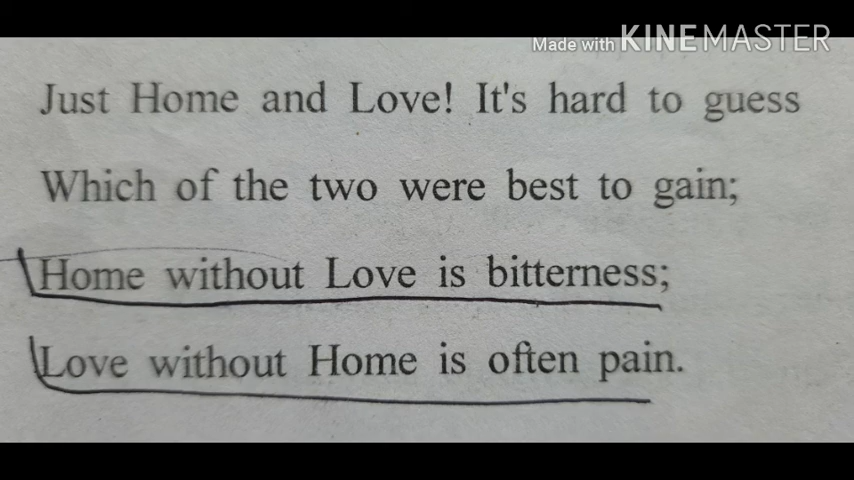 Made with KINEMASTER
Just Home and Love! It's hard to guess
Which of the two were best to gain;
Home without Love is bitterness;
Love without Home is often pain.